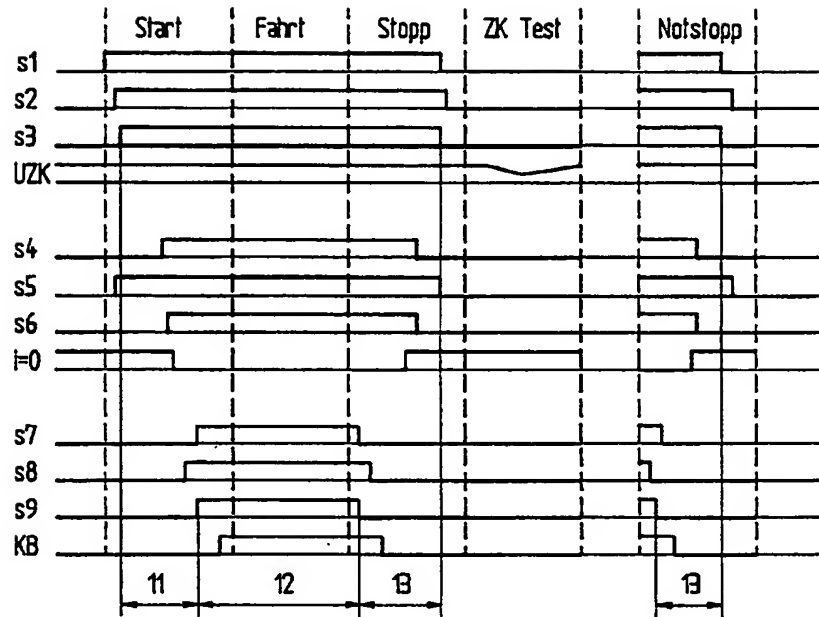 Start Fahrt Stopp ZK Test Notstopp
s1
s2
s3
UZK
s4
s5
s6
i=0
s7
s8
s9
KB
11 12 13 13